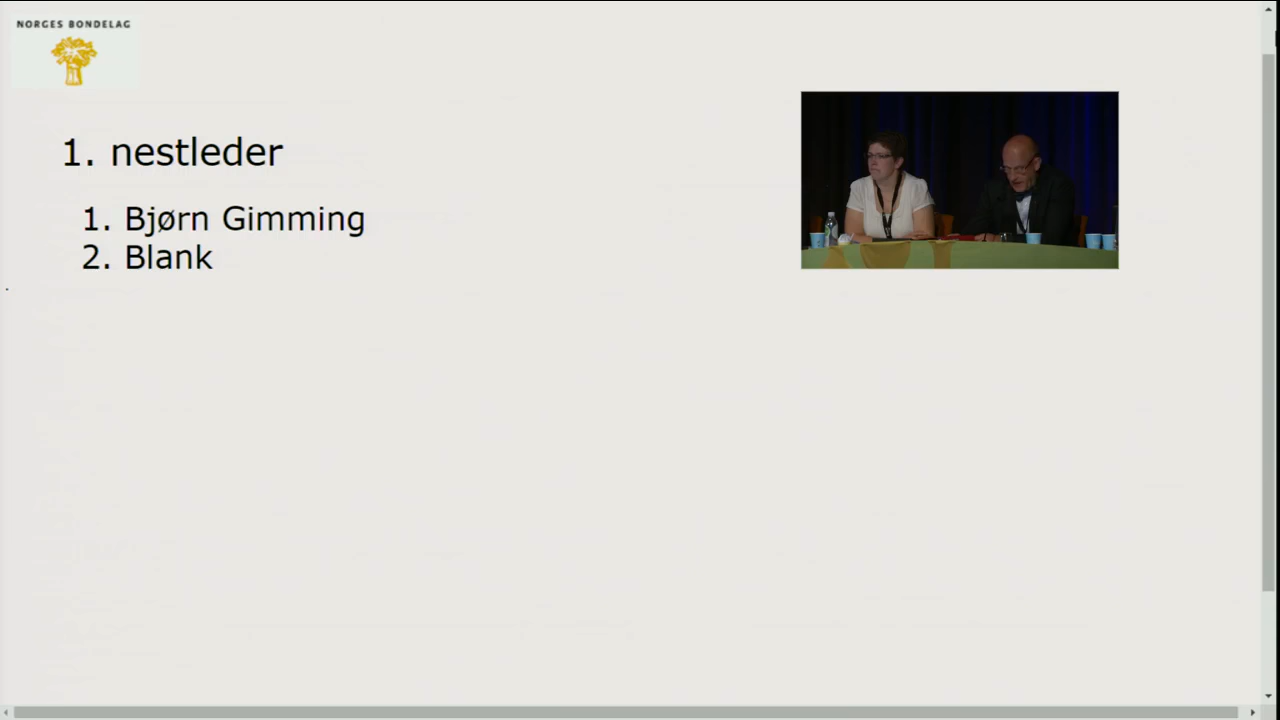 NORGES BONDELAG
1. nestleder
1. Bjørn Gimming
2. Blank